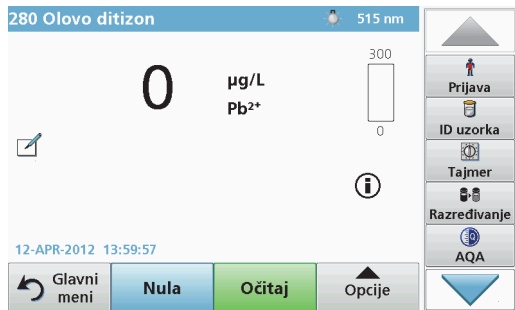 280 Olovo ditizon
515 nm
0
µg/L
Pb²⁺
300
0
12-APR-2012 13:59:57
Glavni meni
Nula
Očitaj
Opcije
Prijava
ID uzorka
Tajmer
Razređivanje
AQA